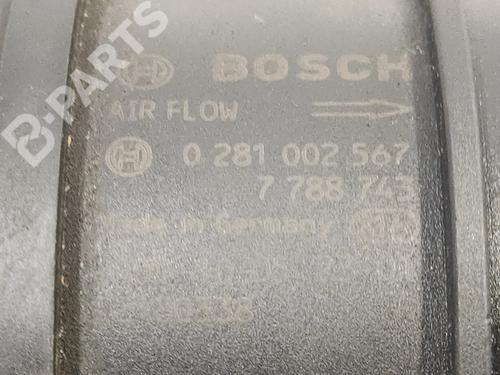 B-PARTS
BOSCH
AIR FLOW
0 281 002 567
7 788 743
Made in Germany